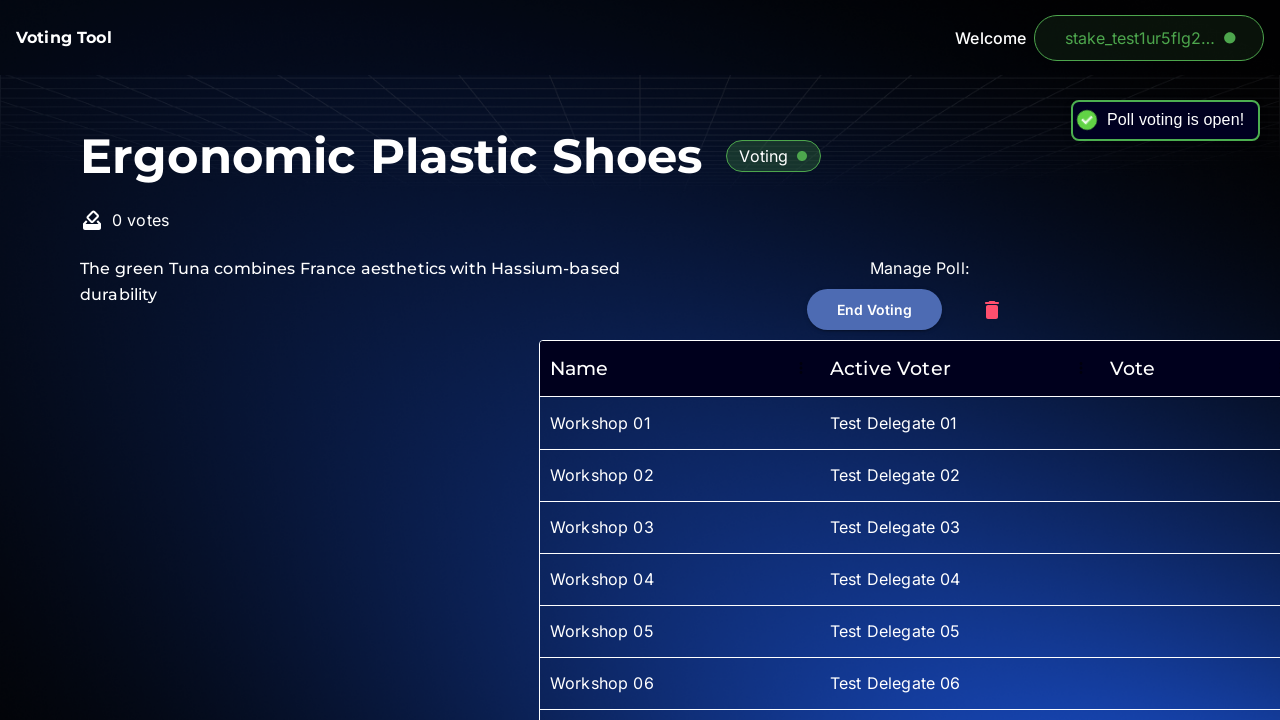 Voting Tool
Welcome
stake_test1ur5flg2...
Poll voting is open!
Ergonomic Plastic Shoes
Voting
0 votes
The green Tuna combines France aesthetics with Hassium-based
durability
Manage Poll:
End Voting
Name Active Voter Vote
Workshop 01 Test Delegate 01
Workshop 02 Test Delegate 02
Workshop 03 Test Delegate 03
Workshop 04 Test Delegate 04
Workshop 05 Test Delegate 05
Workshop 06 Test Delegate 06